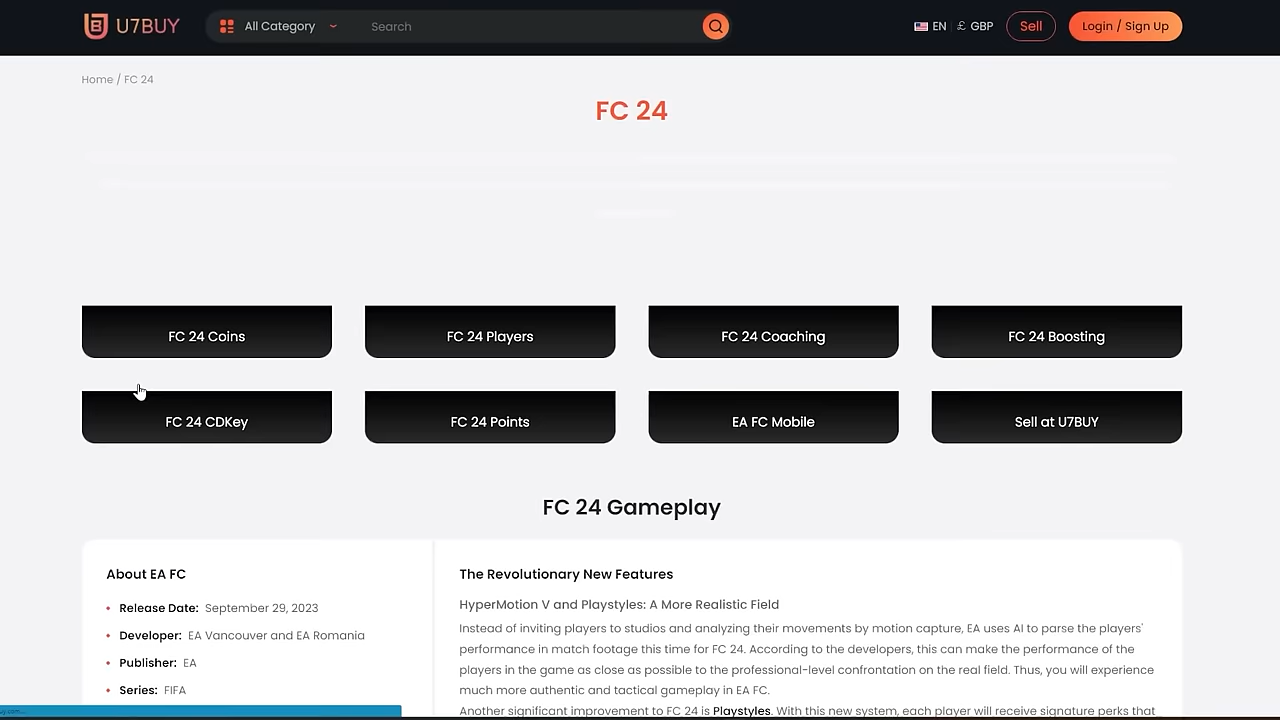 U7BUY
All Category
Search
EN
£ GBP
Sell
Login / Sign Up
Home / FC 24
FC 24
FC 24 Coins
FC 24 Players
FC 24 Coaching
FC 24 Boosting
FC 24 CDKey
FC 24 Points
EA FC Mobile
Sell at U7BUY
FC 24 Gameplay
About EA FC
Release Date: September 29, 2023
Developer: EA Vancouver and EA Romania
Publisher: EA
Series: FIFA
The Revolutionary New Features
HyperMotion V and Playstyles: A More Realistic Field
Instead of inviting players to studios and analyzing their movements by motion capture, EA uses AI to parse the players'
performance in match footage this time for FC 24. According to the developers, this can make the performance of the
players in the game as close as possible to the professional-level confrontation on the real field. Thus, you will experience
much more authentic and tactical gameplay in EA FC.
Another significant improvement to FC 24 is Playstyles. With this new system, each player will receive signature perks that